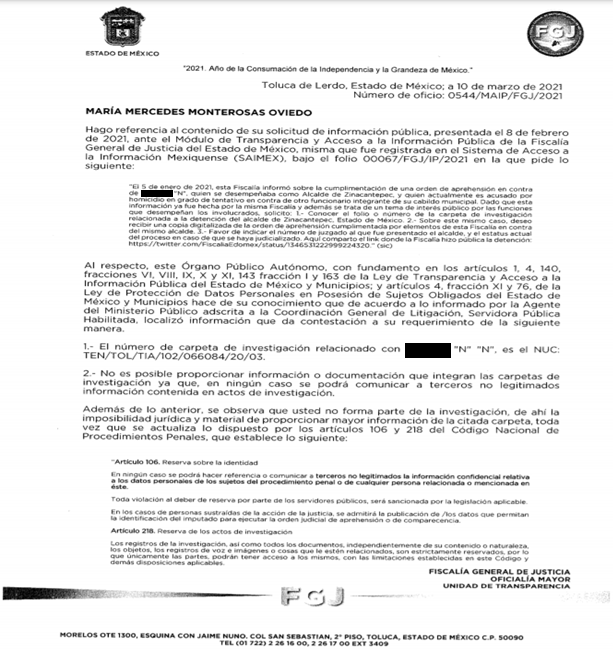 ESTADO DE MÉXICO
FGJ
"2021. Año de la Consumación de la Independencia y la Grandeza de México."
Toluca de Lerdo, Estado de México; a 10 de marzo de 2021
Número de oficio: 0544/MAIP/FGJ/2021
MARÍA MERCEDES MONTERROSAS OVIEDO
Hago referencia al contenido de su solicitud de información pública, presentada el 8 de febrero
de 2021, ante el Módulo de Transparencia y Acceso a la Información Pública de la Fiscalía
General de Justicia del Estado de México, misma que fue registrada en el Sistema de Acceso a
la Información Mexiquense (SAIMEX), bajo el folio 00067/FGJ/IP/2021 en la que pide lo
siguiente:
"El 5 de enero de 2021, esta Fiscalía informó sobre la cumplimentación de una orden de aprehensión en contra
de "N", quien se desempeñaba como Alcalde de Zinacantepec, y quien actualmente es acusado por
homicidio en grado de tentativo en contra de otro funcionario integrante de su cabildo municipal. Dado que esta
información ya fue hecha por la misma Fiscalía y además se trata de un tema de interés público por las funciones
que desempeñan los involucrados, solicito: 1.- Conocer el folio o número de la carpeta de investigación
relacionada a la detención del alcalde de Zinacantepec, Estado de México. 2.- Sobre este mismo caso, deseo
recibir una copia digitalizada de la orden de aprehensión cumplimentada por elementos de esta Fiscalía en contra
del mismo alcalde. 3.- Favor de indicar el número de juzgado al que fue presentado el alcalde, y el estatus actual
del proceso en caso de que se haya judicializado. Aquí comparto el link donde la Fiscalía hizo pública la detención:
https://twitter.com/FiscaliaEdomex/status/1346531222999224320." (sic)
Al respecto, este Órgano Público Autónomo, con fundamento en los artículos 1, 4, 140,
fracciones VI, VIII, IX, X y XI, 143 fracción I y 163 de la Ley de Transparencia y Acceso a la
Información Pública del Estado de México y Municipios; y artículos 4, fracción XI y 76, de
la Ley de Protección de Datos Personales en Posesión de Sujetos Obligados del Estado de
México y Municipios hace de su conocimiento de acuerdo a lo informado por la Agente
del Ministerio Público adscrita a la Coordinación General de Litigación, Servidora Pública
Habilitada, localizó información que da contestación a su requerimiento de la siguiente
manera.
1.- El número de carpeta de investigación relacionado con "N" "N", es el NUC:
TEN/TOL/TIA/102/066084/20/03.
2.- No es posible proporcionar información o documentación que integran las carpetas de
investigación ya que, en ningún caso se podrá comunicar a terceros no legitimados
información contenida en actos de investigación.
Además de lo anterior, se observa que usted no forma parte de la investigación, de ahí la
imposibilidad jurídica y material de proporcionar mayor información de la citada carpeta, toda
vez que se actualiza lo dispuesto por los artículos 106 y 218 del Código Nacional de
Procedimientos Penales, que establece lo siguiente:
"Artículo 106. Reserva sobre la identidad
En ningún caso se podrá hacer referencia o comunicar a terceros no legitimados la información confidencial relativa
a los datos personales de los sujetos del procedimiento penal o de cualquier persona relacionada o mencionada en
éste.
Toda violación al deber de reserva por parte de los servidores públicos, será sancionada por la legislación aplicable.
En los casos de personas sustraídas de la acción de la justicia, se admitirá la publicación de los datos que permitan
la identificación del imputado para ejecutar la orden judicial de aprehensión o de comparecencia.
Artículo 218. Reserva de los actos de investigación
Los registros de la investigación, así como todos los documentos, independientemente de su contenido o naturaleza,
los objetos, los registros de voz e imágenes o cosas que le estén relacionados, son estrictamente reservados, por lo
que únicamente las partes, podrán tener acceso a los mismos, con las limitaciones establecidas en este Código y
demás disposiciones aplicables.
FISCALÍA GENERAL DE JUSTICIA
OFICIALÍA MAYOR
UNIDAD DE TRANSPARENCIA
FGJ
MORELOS OTE 1300, ESQUINA CON JAIME NUNO. COL SAN SEBASTIAN, 2° PISO, TOLUCA, ESTADO DE MÉXICO C.P. 50090
TEL (01 722) 2 26 16 00, 2 26 17 00 EXT 3409